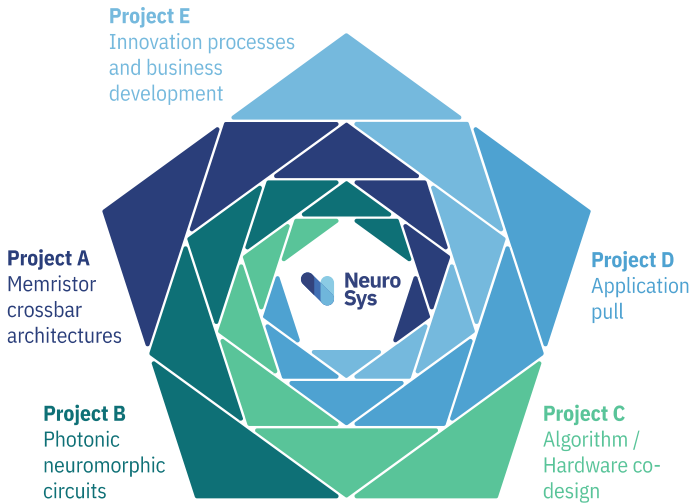 Project E
Innovation processes
and business
development
Project A
Memristor
crossbar
architectures
Neuro
Sys
Project D
Application
pull
Project B
Photonic
neuromorphic
circuits
Project C
Algorithm /
Hardware co-
design